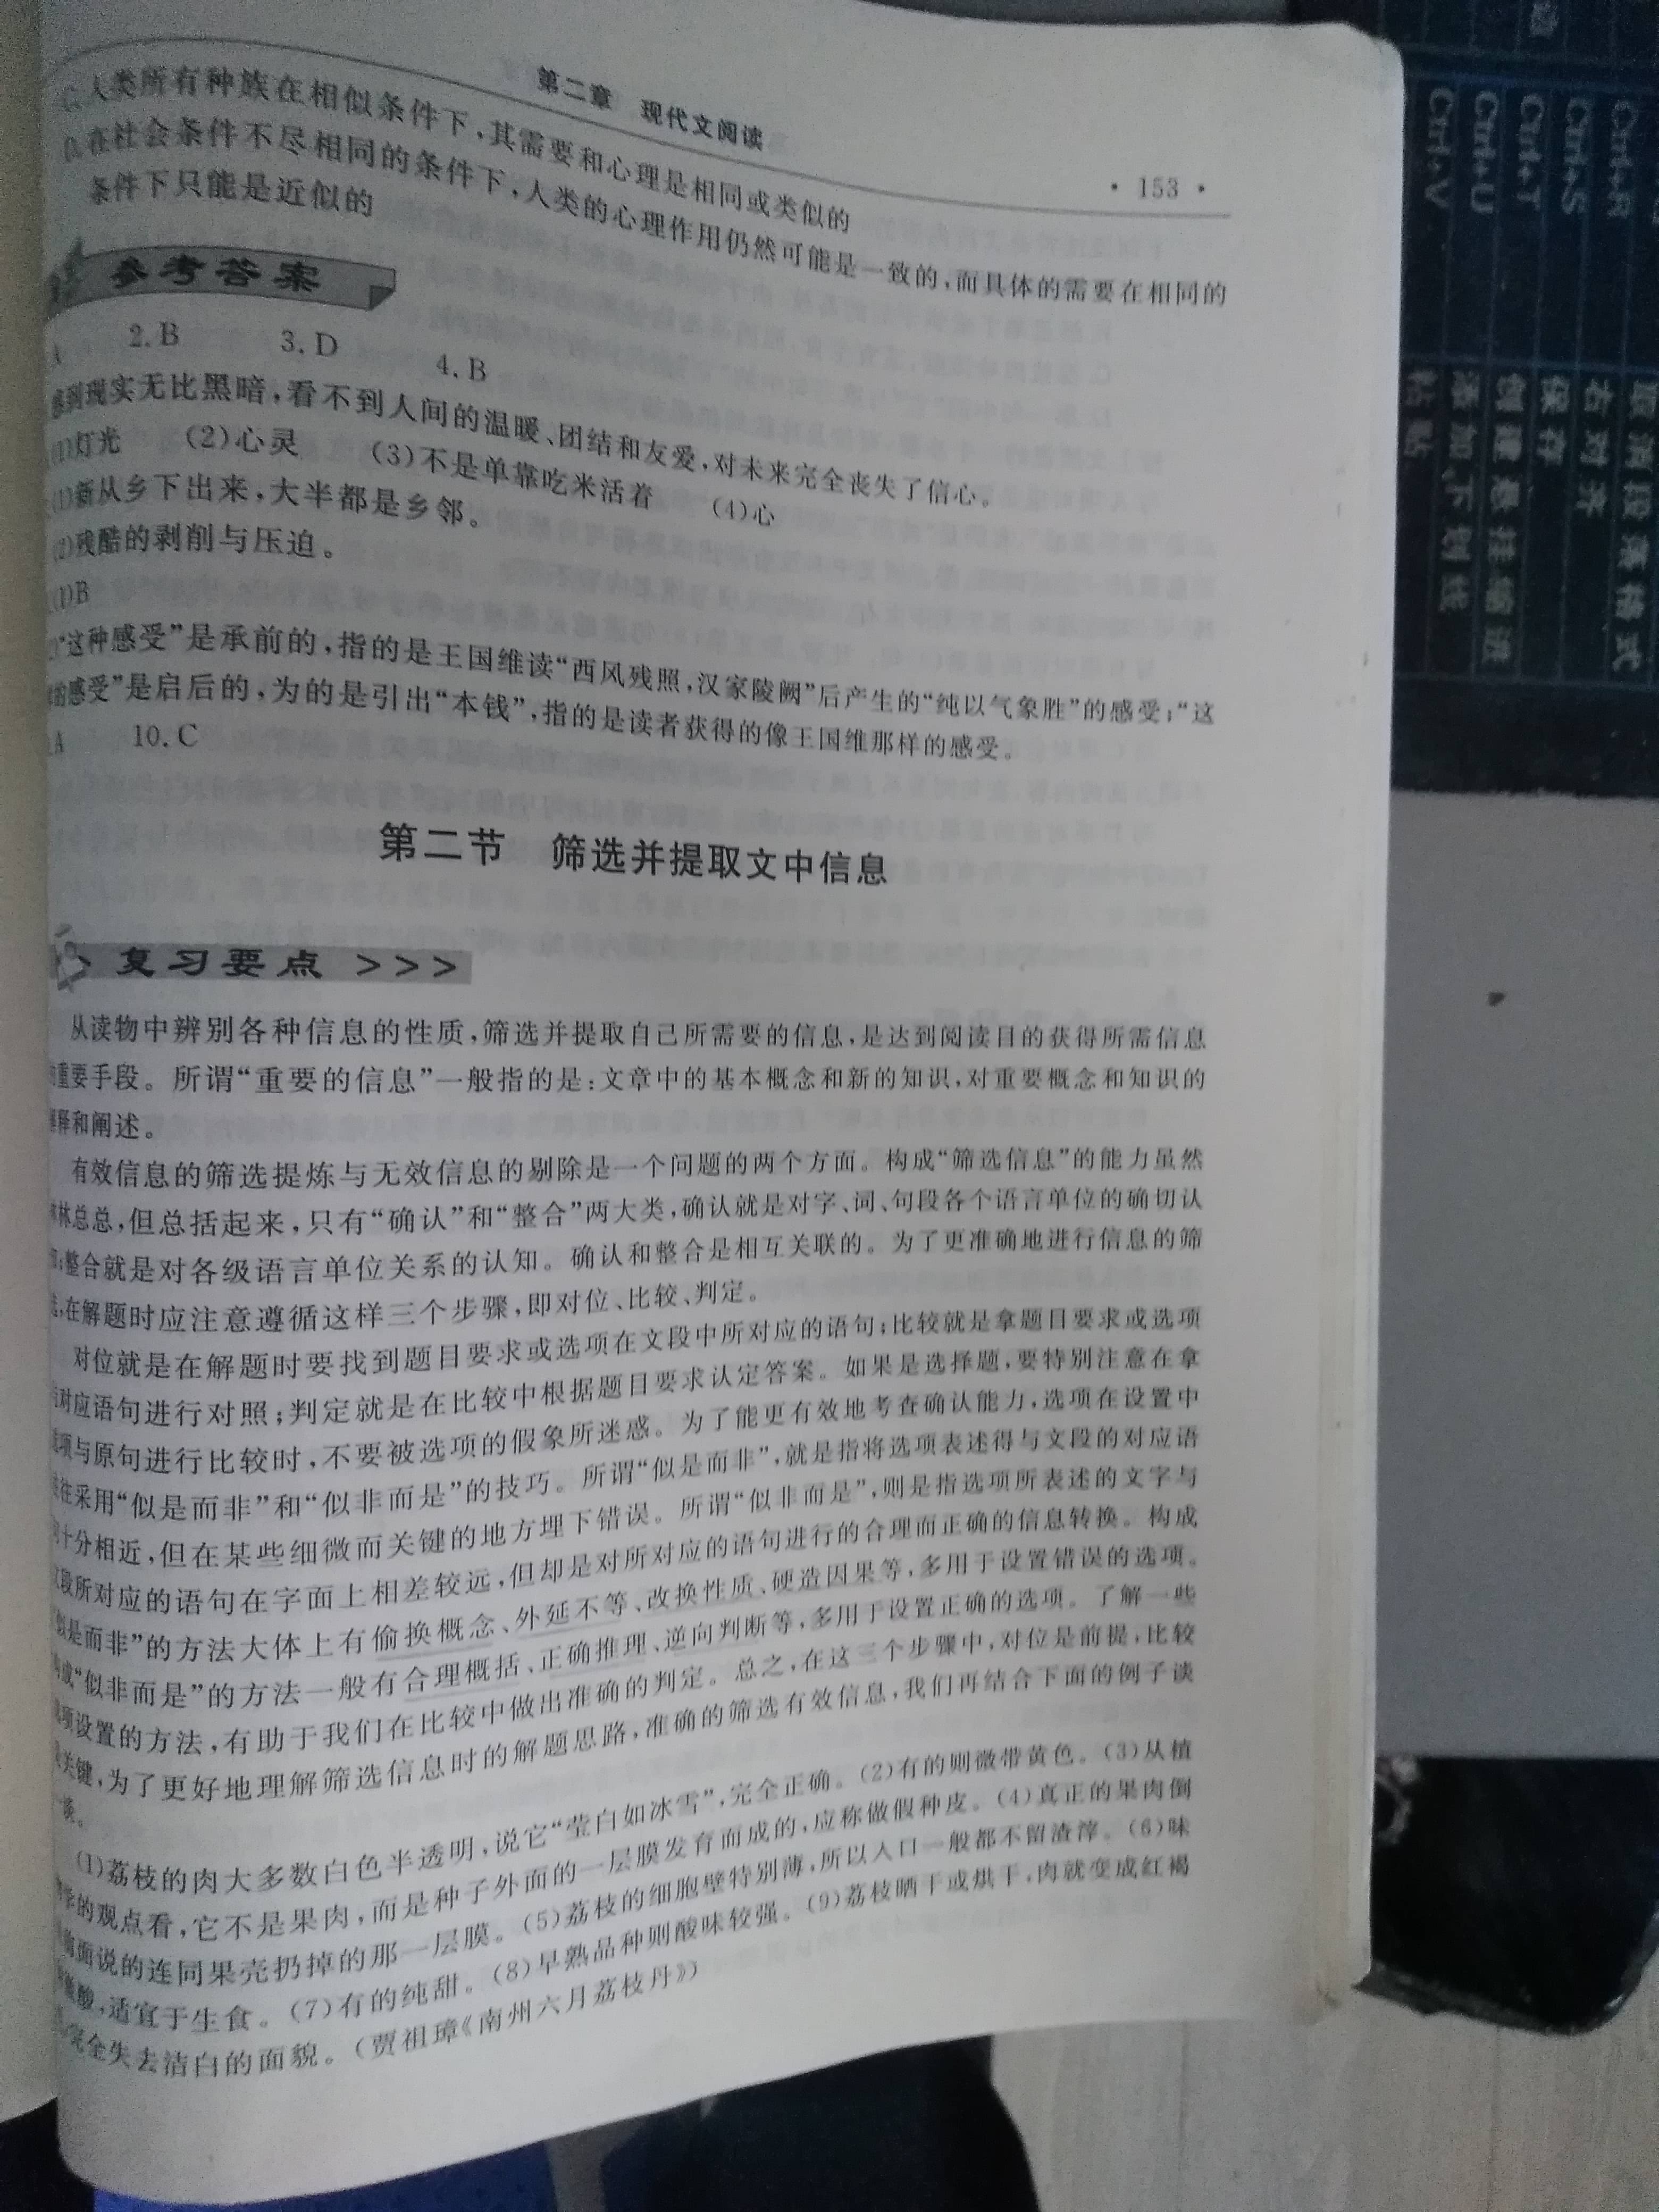 第二章 现代文阅读
· 153 ·
C. 人类所有种族在相似条件下,其需要和心理是相同或类似的
D. 在社会条件不尽相同的条件下,人类的心理作用仍然可能是一致的,而具体的需要在相同的
条件下只能是近似的
参考答案
A 2. B 3. D 4. B
感到现实无比黑暗,看不到人间的温暖、团结和友爱,对未来完全丧失了信心。
(1)灯光 (2)心灵 (3)不是单靠吃米活着 (4)心
(1)新从乡下出来,大半都是乡邻。
(2)残酷的剥削与压迫。
(1)B
“这种感受”是承前的,指的是王国维读“西风残照,汉家陵阙”后产生的“纯以气象胜”的感受;“这
的感受”是启后的,为的是引出“本钱”,指的是读者获得的像王国维那样的感受。
A 10. C
第二节 筛选并提取文中信息
复习要点 >>>
从读物中辨别各种信息的性质,筛选并提取自己所需要的信息,是达到阅读目的获得所需信息
的重要手段。所谓“重要的信息”一般指的是:文章中的基本概念和新的知识,对重要概念和知识的
解释和阐述。
有效信息的筛选提炼与无效信息的剔除是一个问题的两个方面。构成“筛选信息”的能力虽然
林林总总,但总括起来,只有“确认”和“整合”两大类,确认就是对字、词、句段各个语言单位的确切认
知;整合就是对各级语言单位关系的认知。确认和整合是相互关联的。为了更准确地进行信息的筛
选,在解题时应注意遵循这样三个步骤,即对位、比较、判定。
对位就是在解题时要找到题目要求或选项在文段中所对应的语句;比较就是拿题目要求或选项
与对应语句进行对照;判定就是在比较中根据题目要求认定答案。如果是选择题,要特别注意在拿
选项与原句进行比较时,不要被选项的假象所迷惑。为了能更有效地考查确认能力,选项在设置中
往往采用“似是而非”和“似非而是”的技巧。所谓“似是而非”,就是指将选项表述得与文段的对应语
句十分相近,但在某些细微而关键的地方埋下错误。所谓“似非而是”,则是指选项所表述的文字与
文段所对应的语句在字面上相差较远,但却是对所对应的语句进行的合理而正确的信息转换。构成
“似是而非”的方法大体上有偷换概念、外延不等、改换性质、硬造因果等,多用于设置错误的选项。
构成“似非而是”的方法一般有合理概括、正确推理、逆向判断等,多用于设置正确的选项。了解一些
选项设置的方法,有助于我们在比较中做出准确的判定。总之,在这三个步骤中,对位是前提,比较
是关键,为了更好地理解筛选信息时的解题思路,准确的筛选有效信息,我们再结合下面的例子谈
一谈。
(1)荔枝的肉大多数白色半透明,说它“莹白如冰雪”,完全正确。(2)有的则微带黄色。(3)从植
物学的观点看,它不是果肉,而是种子外面的一层膜发育而成的,应称做假种皮。(4)真正的果肉倒
前面说的连同果壳扔掉的那一层膜。(5)荔枝的细胞壁特别薄,所以入口一般都不留渣滓。(6)味
微酸,适宜于生食。(7)有的纯甜。(8)早熟品种则酸味较强。(9)荔枝晒干或烘干,肉就变成红褐
完全失去洁白的面貌。(贾祖璋《南州六月荔枝丹》)
Ctrl+R
Ctrl+S
Ctrl+T
Ctrl+U
Ctrl+V
取消段落格式
右对齐
保存
创建悬挂缩进
添加下划线
粘贴